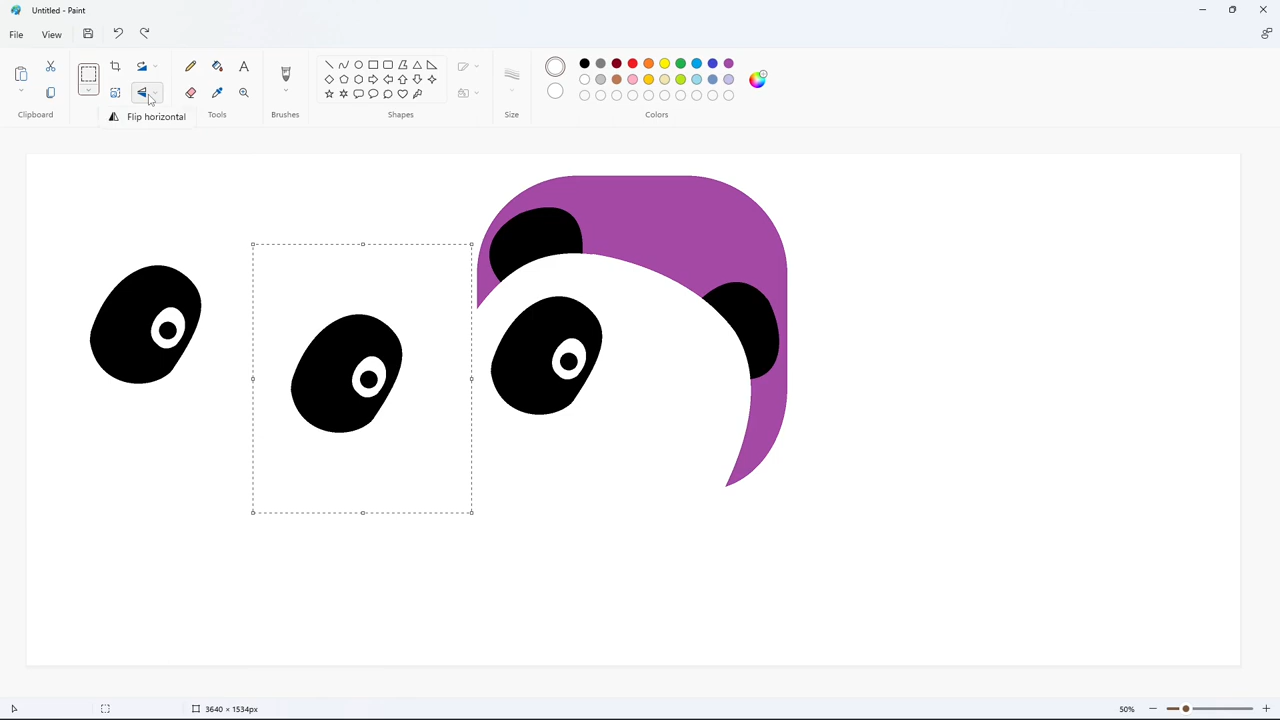 Untitled - Paint
File View
Clipboard
Flip horizontal
Tools
Brushes
Shapes
Size
Colors
3640 × 1534px
50%